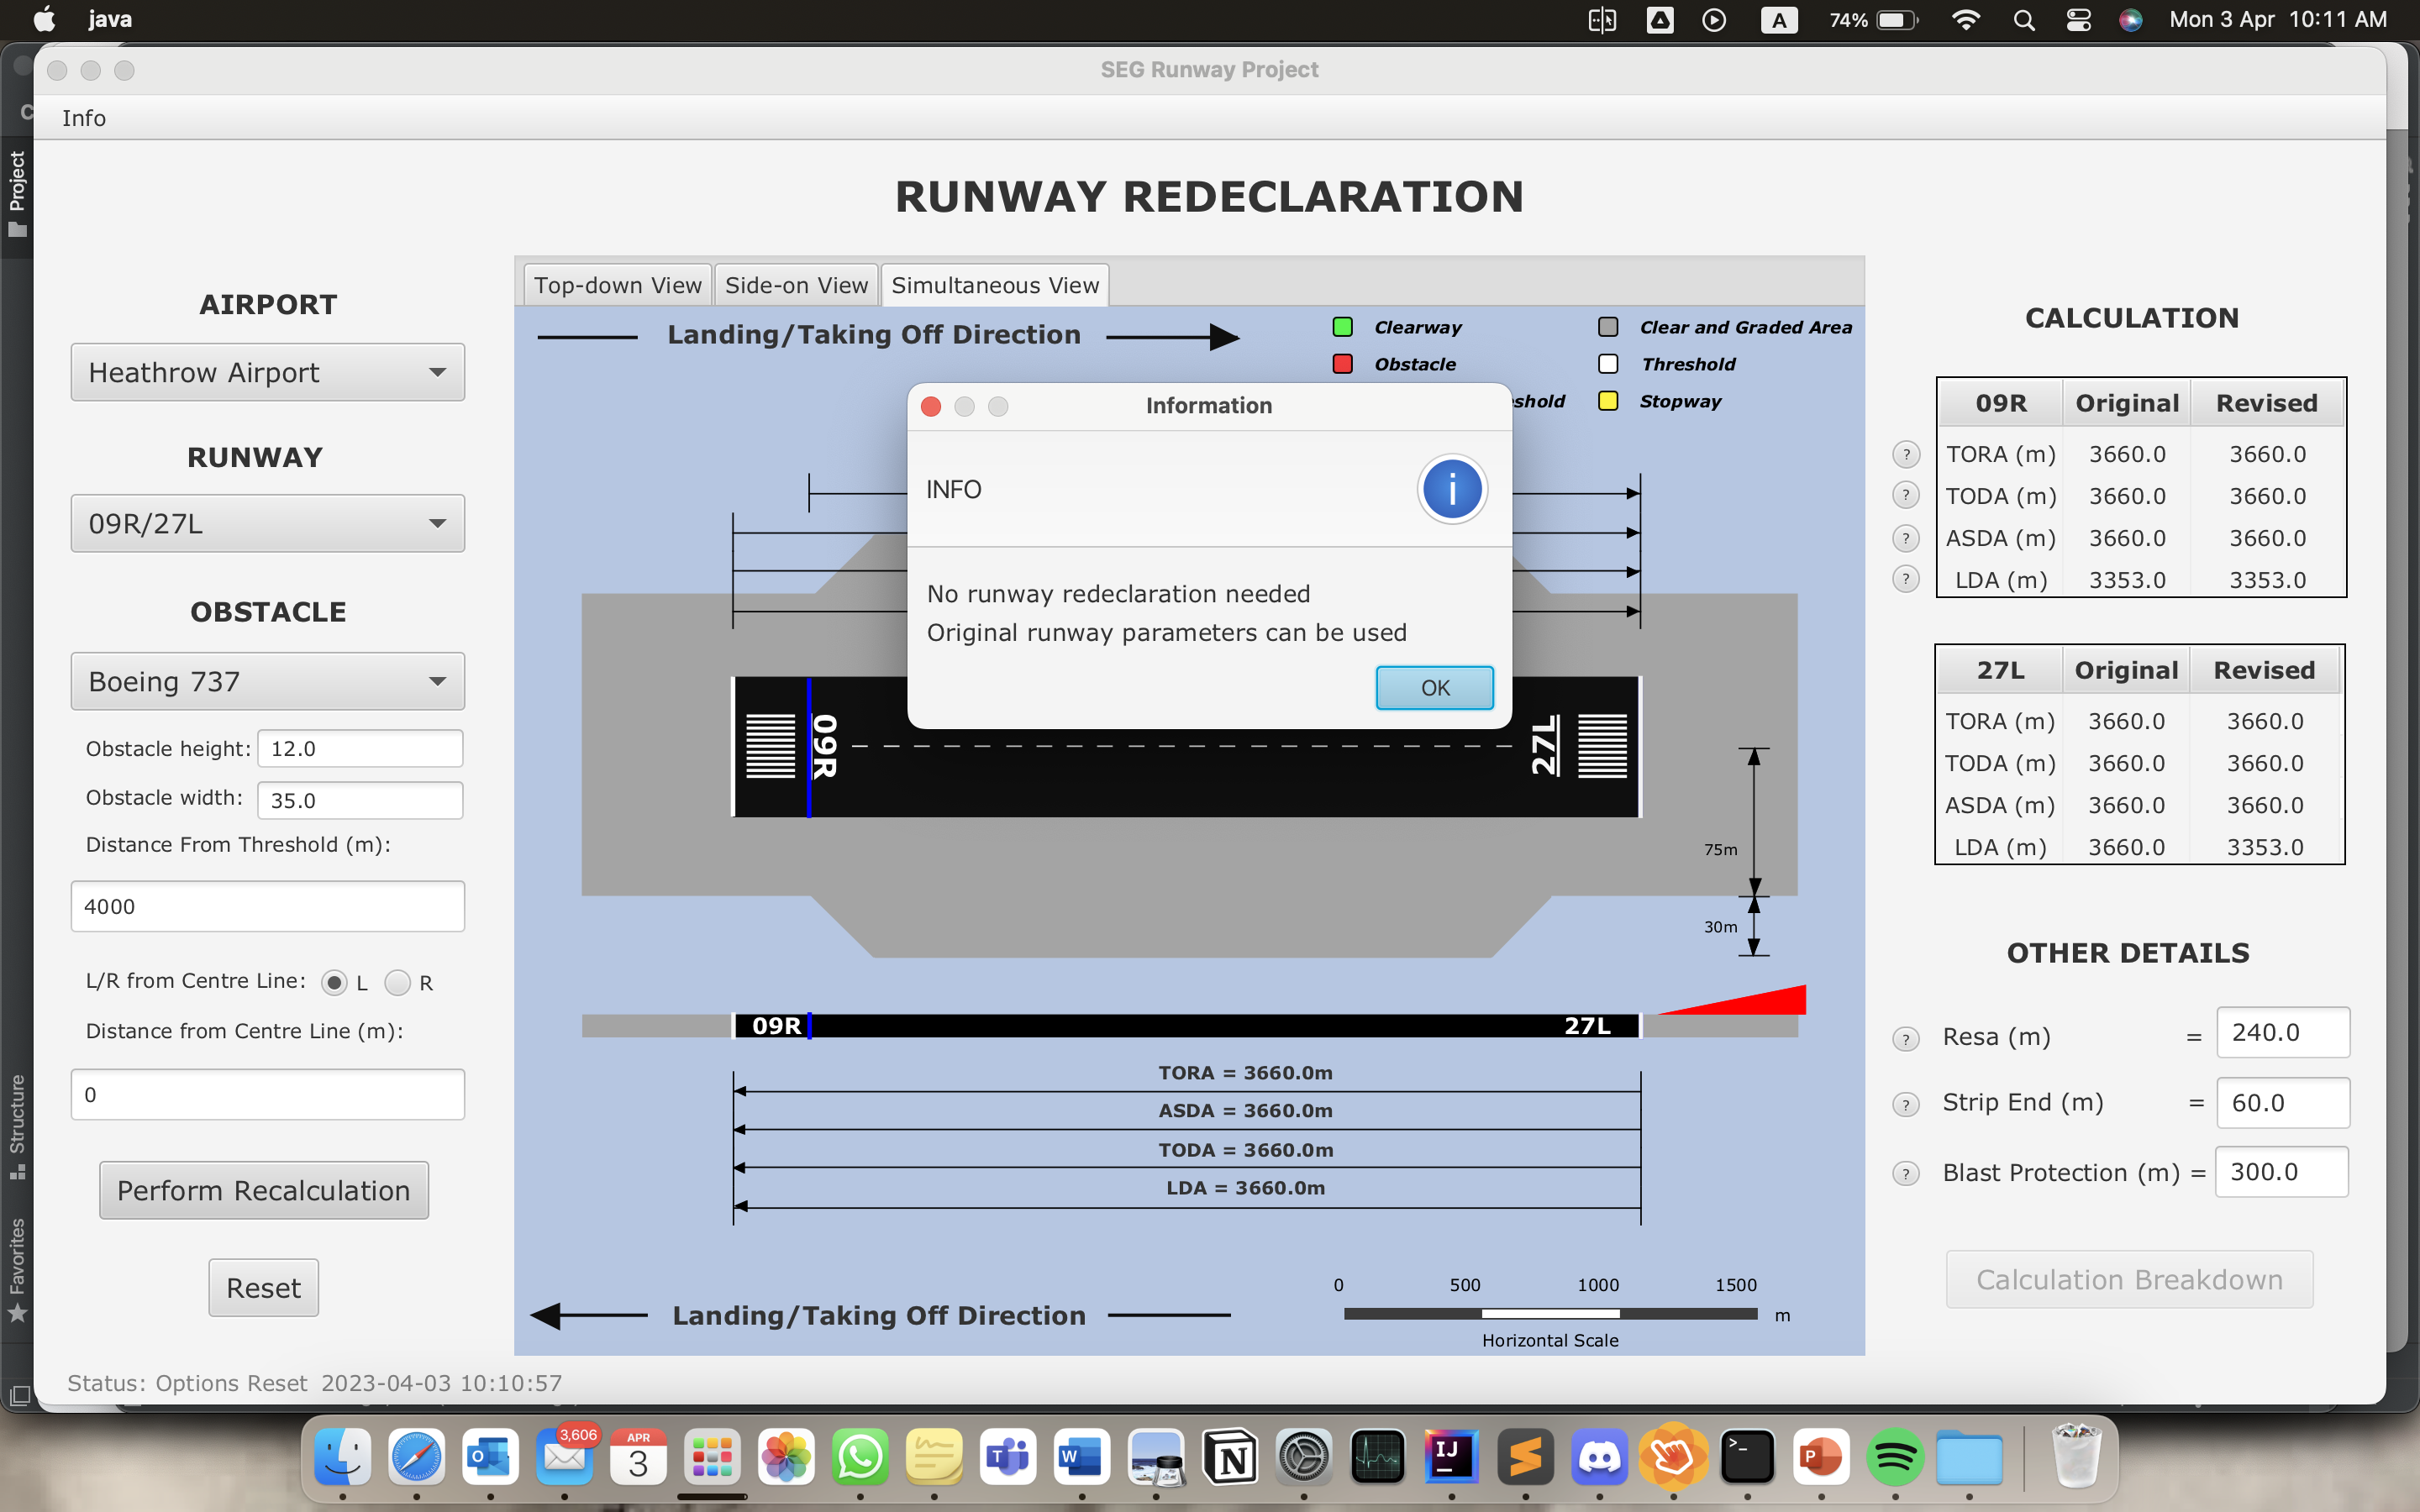 java
74%
Mon 3 Apr 10:11 AM
SEG Runway Project
Info
Project
Structure
Favorites
RUNWAY REDECLARATION
AIRPORT
Heathrow Airport
RUNWAY
09R/27L
OBSTACLE
Boeing 737
Obstacle height: 12.0
Obstacle width: 35.0
Distance From Threshold (m):
4000
L/R from Centre Line: L R
Distance from Centre Line (m):
0
Perform Recalculation
Reset
Status: Options Reset 2023-04-03 10:10:57
Top-down View Side-on View Simultaneous View
Landing/Taking Off Direction
Clearway Clear and Graded Area
Obstacle Threshold
shold Stopway
Information
INFO
No runway redeclaration needed
Original runway parameters can be used
OK
09R
27L
75m
30m
09R 27L
TORA = 3660.0m
ASDA = 3660.0m
TODA = 3660.0m
LDA = 3660.0m
0 500 1000 1500
m
Horizontal Scale
Landing/Taking Off Direction
CALCULATION
09R Original Revised
? TORA (m) 3660.0 3660.0
? TODA (m) 3660.0 3660.0
? ASDA (m) 3660.0 3660.0
? LDA (m) 3353.0 3353.0
27L Original Revised
TORA (m) 3660.0 3660.0
TODA (m) 3660.0 3660.0
ASDA (m) 3660.0 3660.0
LDA (m) 3660.0 3353.0
OTHER DETAILS
? Resa (m) = 240.0
? Strip End (m) = 60.0
? Blast Protection (m) = 300.0
Calculation Breakdown
3,606
APR
3